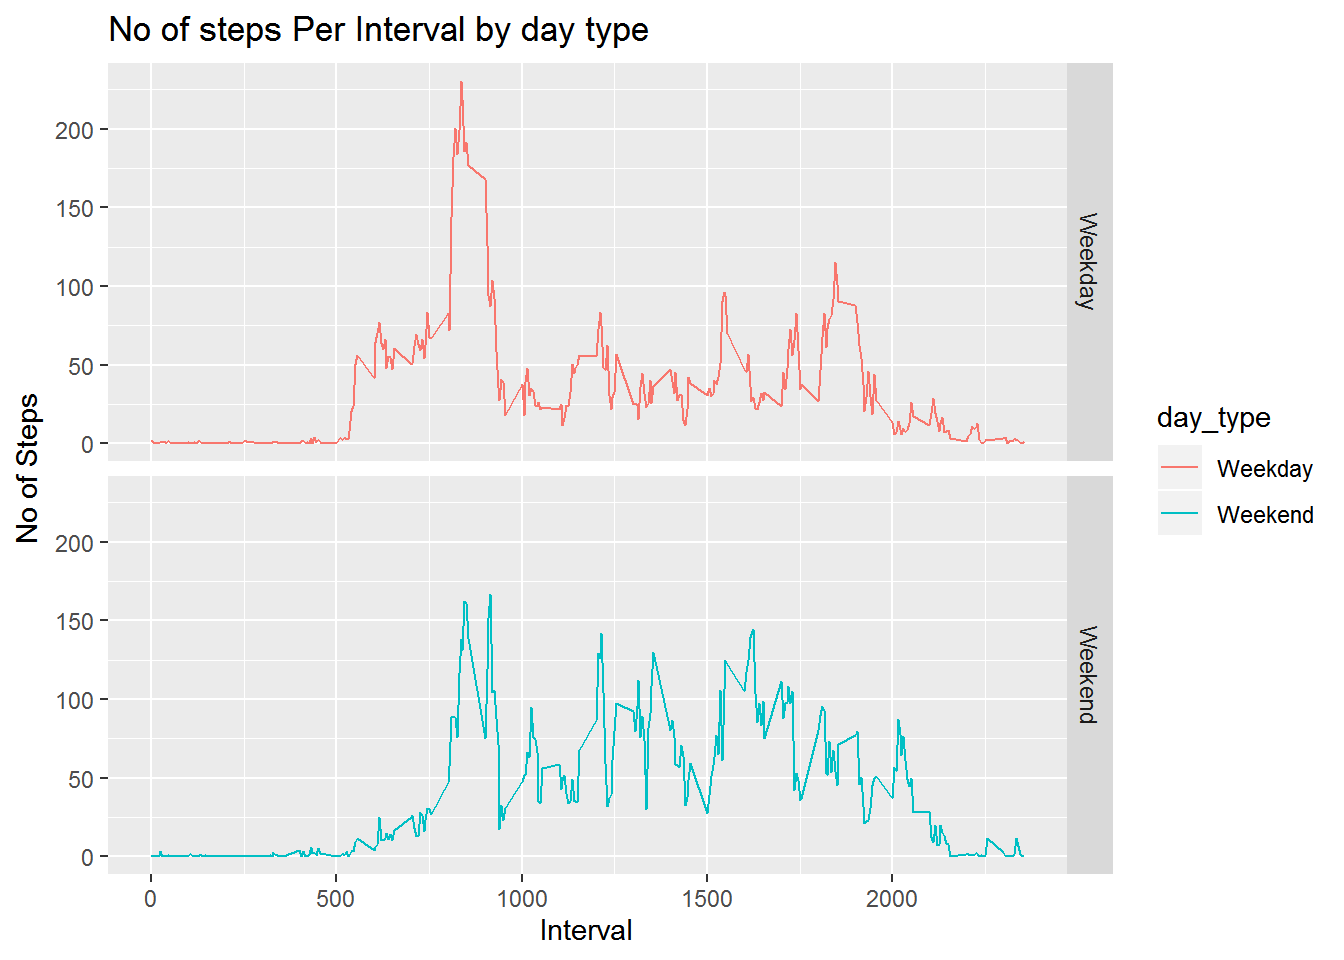 No of steps Per Interval by day type
No of Steps
200
150
100
50
0
Weekday
200
150
100
50
0
Weekend
0 500 1000 1500 2000
Interval
day_type
Weekday
Weekend